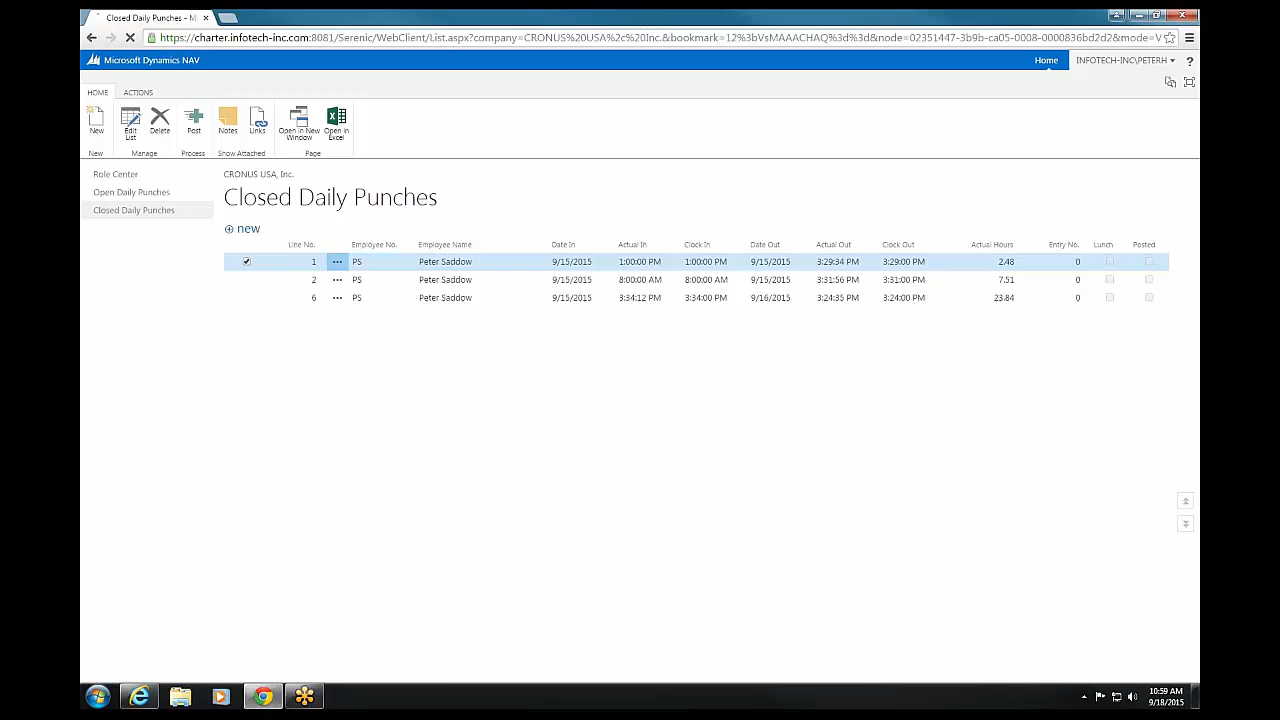 Closed Daily Punches - M
https://charter.infotech-inc.com:8081/Serenic/WebClient/List.aspx?company=CRONUS%20USA%2c%20Inc.&bookmark=12%3bVsMAAACHAQ%3d%3d&node=02351447-3b9b-ca05-0008-0000836bd2d2&mode=V
Microsoft Dynamics NAV Home INFOTECH-INC\PETERH ?
HOME ACTIONS
New Edit List Delete Post Notes Links Open in New Window Open in Excel
New Manage Process Show Attached Page
Role Center
Open Daily Punches
Closed Daily Punches
CRONUS USA, Inc.
Closed Daily Punches
new
Line No. Employee No. Employee Name Date In Actual In Clock In Date Out Actual Out Clock Out Actual Hours Entry No. Lunch Posted
1 ... PS Peter Saddow 9/15/2015 1:00:00 PM 1:00:00 PM 9/15/2015 3:29:34 PM 3:29:00 PM 2.48 0
2 ... PS Peter Saddow 9/15/2015 8:00:00 AM 8:00:00 AM 9/15/2015 3:31:56 PM 3:31:00 PM 7.51 0
6 ... PS Peter Saddow 9/15/2015 3:34:12 PM 3:34:00 PM 9/16/2015 3:24:35 PM 3:24:00 PM 23.84 0
10:59 AM
9/18/2015